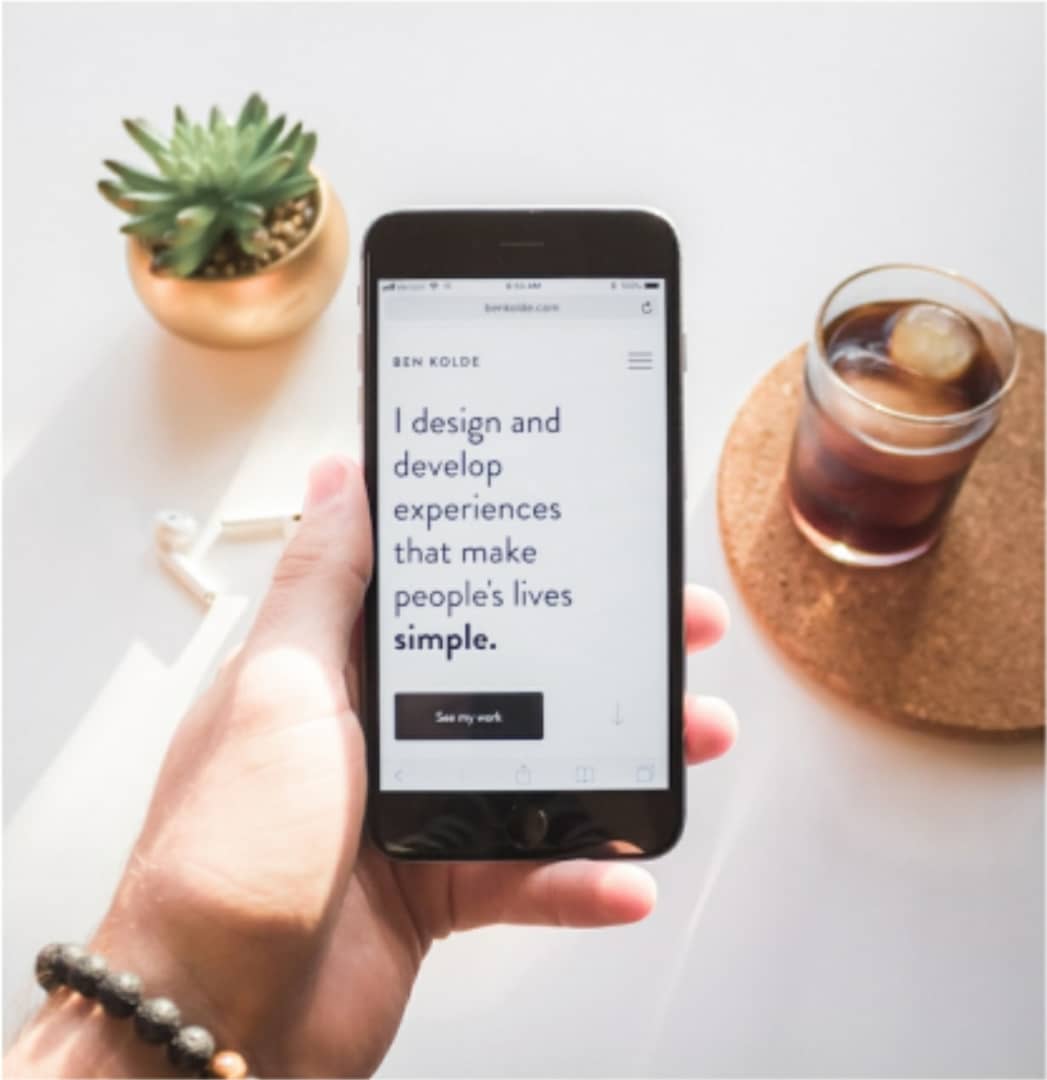 benkolde.com
BEN KOLDE
I design and
develop
experiences
that make
people's lives
simple.
See my work